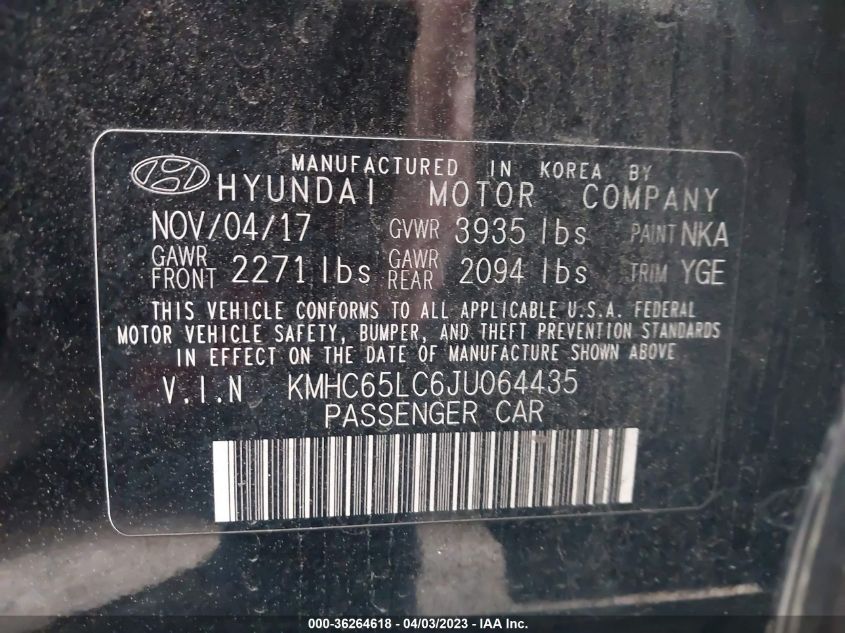 MANUFACTURED IN KOREA BY
HYUNDAI MOTOR COMPANY
NOV/04/17 GVWR 3935 lbs PAINT NKA
GAWR FRONT 2271 lbs GAWR REAR 2094 lbs TRIM YGE
THIS VEHICLE CONFORMS TO ALL APPLICABLE U.S.A. FEDERAL
MOTOR VEHICLE SAFETY, BUMPER, AND THEFT PREVENTION STANDARDS
IN EFFECT ON THE DATE OF MANUFACTURE SHOWN ABOVE
V.I.N KMHC65LC6JU064435
PASSENGER CAR
000-36264618 - 04/03/2023 - IAA Inc.